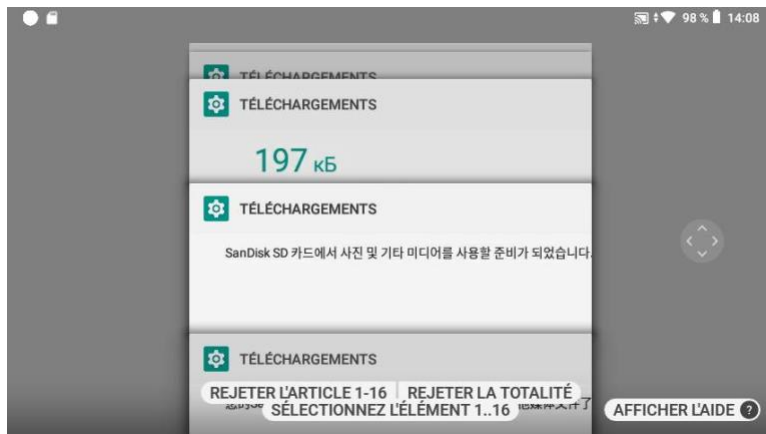 98 % 14:08
TÉLÉCHARGEMENTS
TÉLÉCHARGEMENTS
197 кБ
TÉLÉCHARGEMENTS
SanDisk SD 카드에서 사진 및 기타 미디어를 사용할 준비가 되었습니다.
TÉLÉCHARGEMENTS
REJETER L'ARTICLE 1-16 REJETER LA TOTALITÉ
SÉLECTIONNEZ L'ÉLÉMENT 1..16
AFFICHER L'AIDE ?